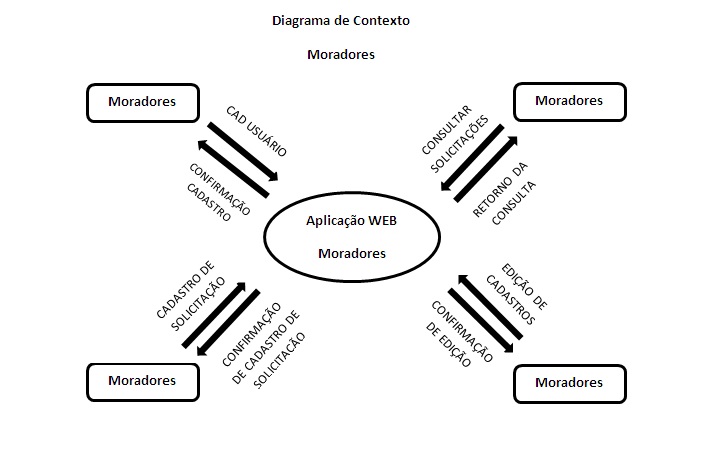 Diagrama de Contexto
Moradores
Moradores
CAD USUÁRIO
CONFIRMAÇÃO
CADASTRO
Moradores
CONSULTAR
SOLICITAÇÕES
RETORNO DA
CONSULTA
Aplicação WEB
Moradores
CADASTRO DE
SOLICITAÇÃO
CONFIRMAÇÃO
DE CADASTRO DE
SOLICITACÃO
Moradores
EDIÇÃO DE
CADASTROS
CONFIRMAÇÃO
DE EDIÇÃO
Moradores